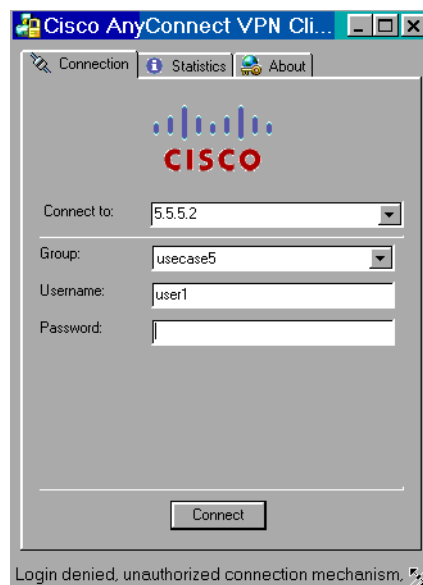 Cisco AnyConnect VPN Cli...
Connection Statistics About
CISCO
Connect to: 5.5.5.2
Group: usecase5
Username: user1
Password:
Connect
Login denied, unauthorized connection mechanism,